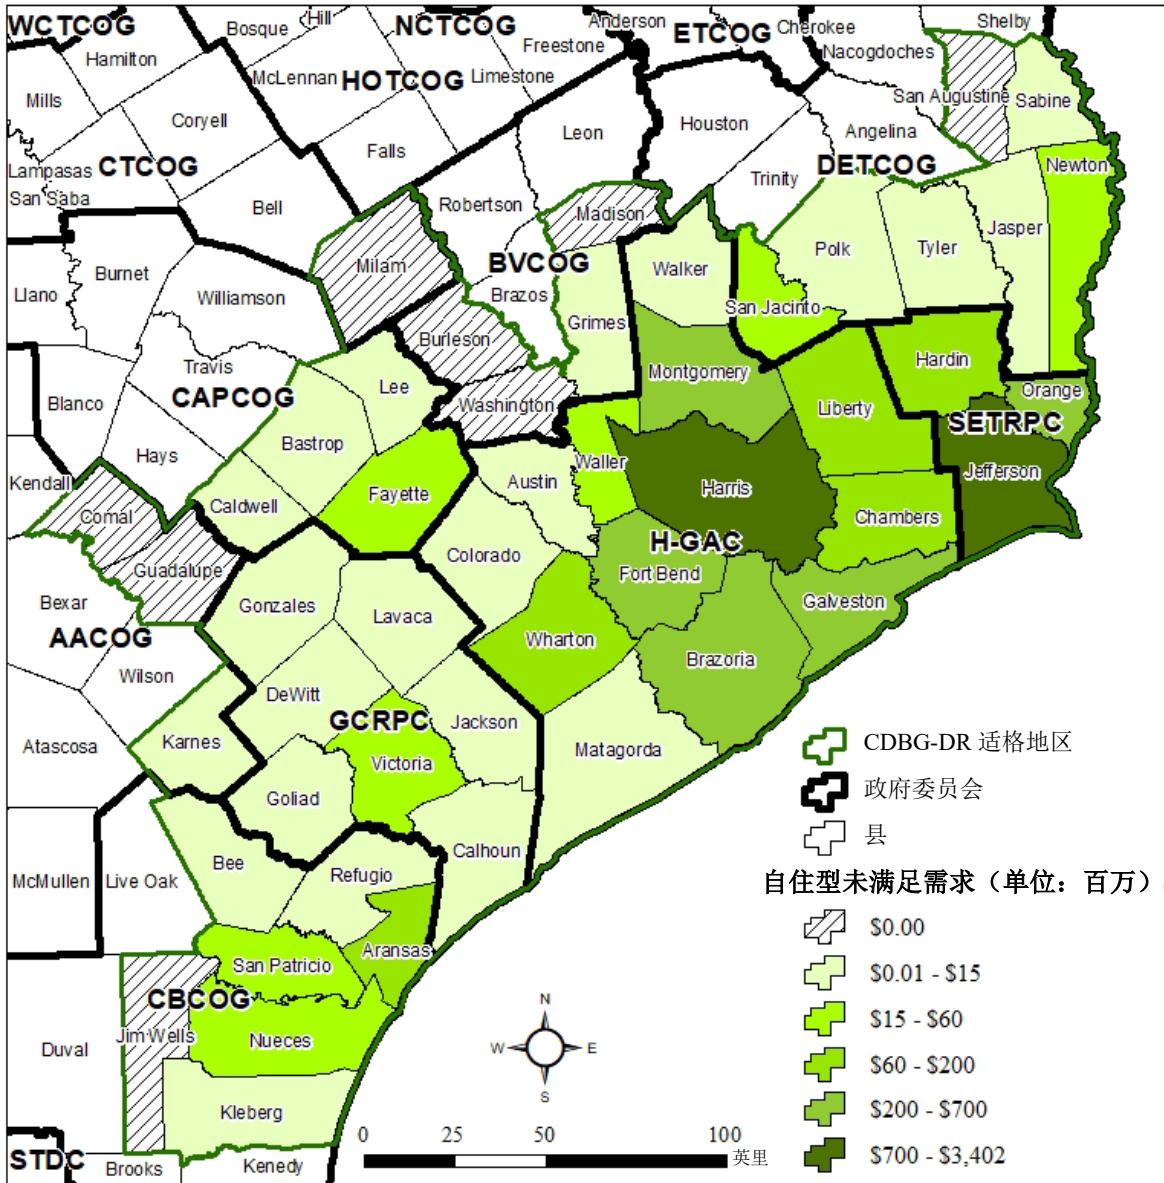 WCTCOG
Hill
Bosque
NCTCOG
Anderson
ETCOG
Cherokee
Shelby
Hamilton
Freestone
Nacogdoches
McLennan
HOTCOG
Limestone
Mills
San Augustine
Sabine
Coryell
Leon
Houston
Angelina
Falls
Lampasas
CTCOG
Trinity
DETCOG
Newton
San Saba
Bell
Robertson
Madison
Jasper
Milam
BVCOG
Walker
Polk
Tyler
Burnet
Llano
Williamson
Brazos
San Jacinto
Grimes
Burleson
Hardin
Travis
Montgomery
Lee
Orange
Blanco
CAPCOG
Washington
Liberty
SETRPC
Bastrop
Hays
Waller
Jefferson
Kendall
Austin
Harris
Fayette
Caldwell
Comal
Chambers
H-GAC
Colorado
Guadalupe
Fort Bend
Bexar
Gonzales
Galveston
Lavaca
AACOG
Wharton
Brazoria
Wilson
DeWitt
GCRPC
Jackson
Atascosa
Karnes
Matagorda
Victoria
Goliad
Calhoun
Bee
Refugio
McMullen
Live Oak
Aransas
San Patricio
CBCOG
Jim Wells
Nueces
Duval
Kleberg
STDC
Brooks
Kenedy
CDBG-DR 适格地区
政府委员会
县
自住型未满足需求（单位：百万）
$0.00
$0.01 - $15
$15 - $60
$60 - $200
$200 - $700
$700 - $3,402
N
W E
S
0 25 50 100
英里